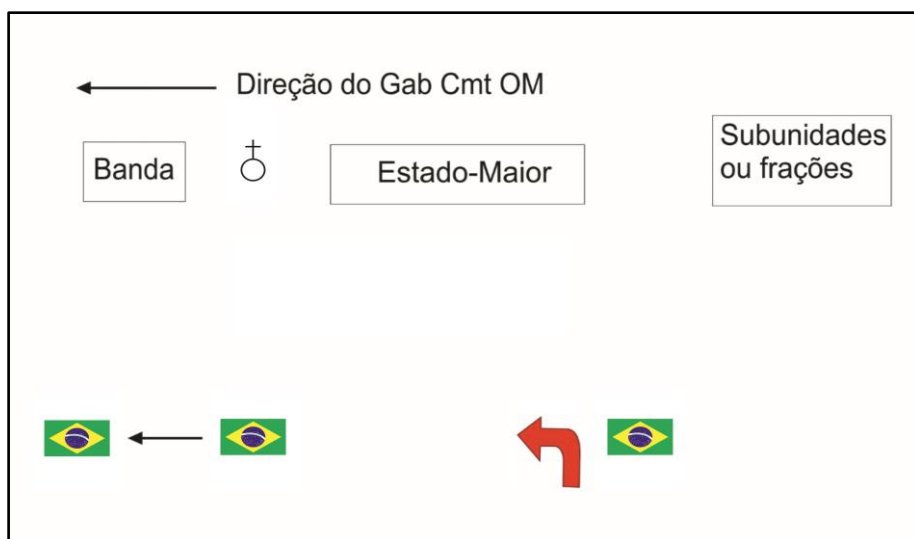 Direção do Gab Cmt OM
Banda
Estado-Maior
Subunidades
ou frações